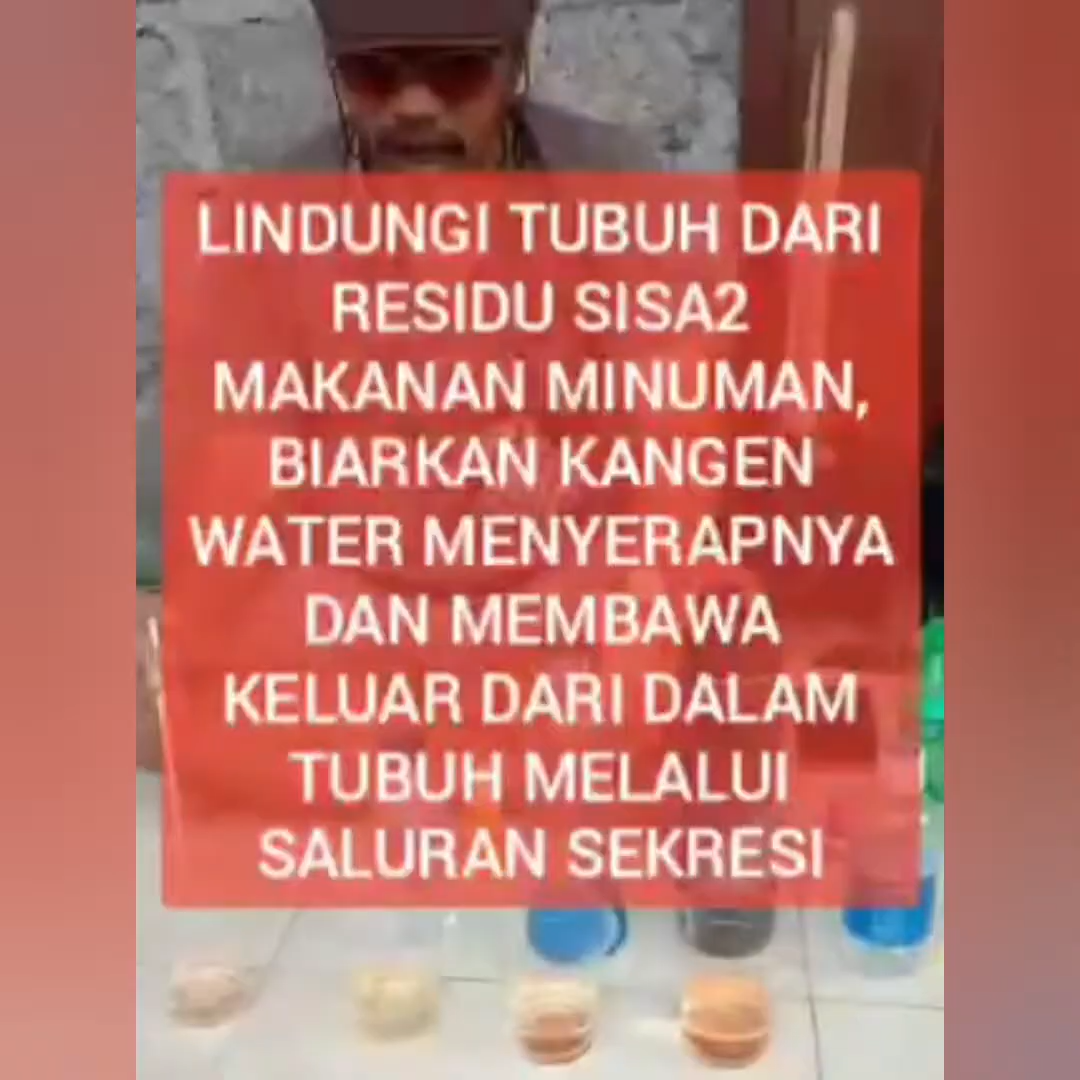 LINDUNGI TUBUH DARI
RESIDU SISA2
MAKANAN MINUMAN,
BIARKAN KANGEN
WATER MENYERAPNYA
DAN MEMBAWA
KELUAR DARI DALAM
TUBUH MELALUI
SALURAN SEKRESI